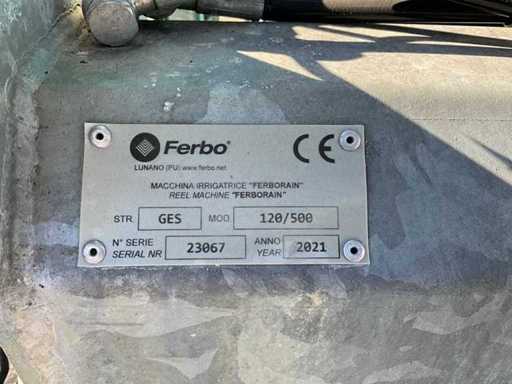 Ferbo® CE
LUNANO (PU) www.ferbo.net
MACCHINA IRRIGATRICE "FERBORAIN"
REEL MACHINE "FERBORAIN"
STR. GES MOD. 120/500
N° SERIE ANNO
SERIAL NR 23067 YEAR 2021